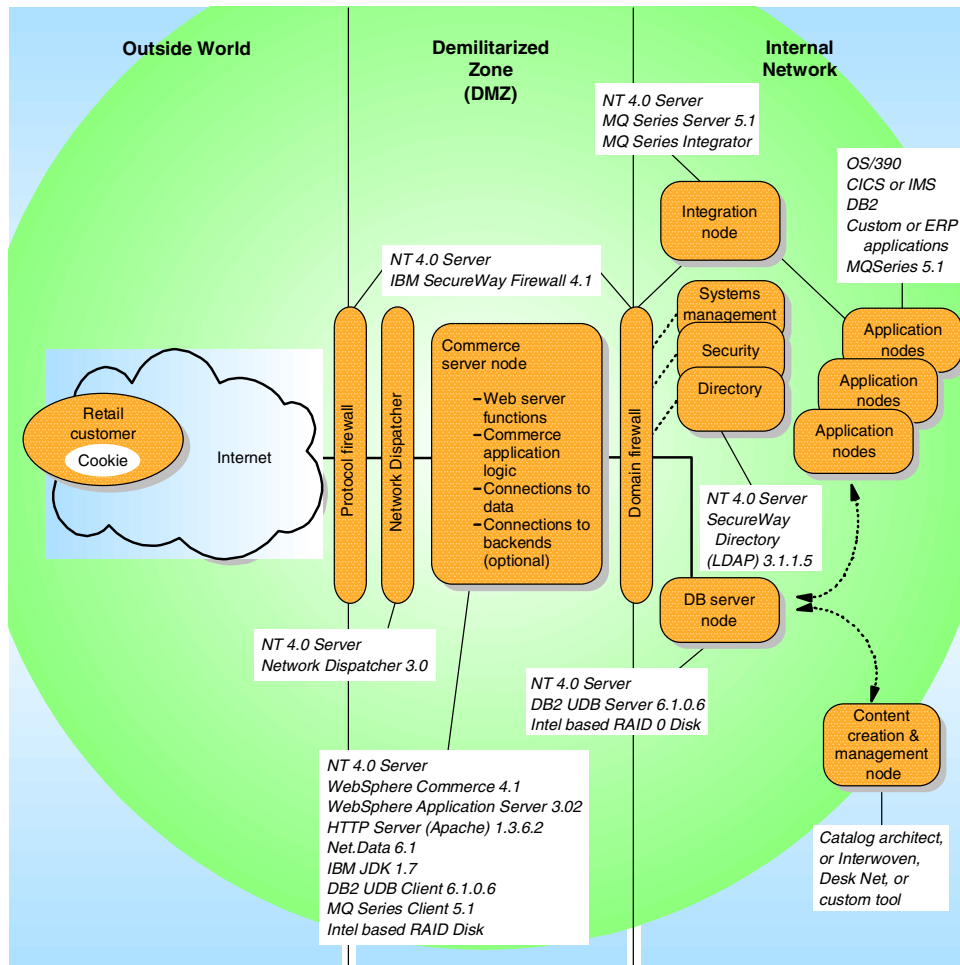 Outside World
Demilitarized
Zone
(DMZ)
Internal
Network
NT 4.0 Server
MQ Series Server 5.1
MQ Series Integrator
OS/390
CICS or IMS
DB2
Custom or ERP
applications
MQSeries 5.1
Integration
node
NT 4.0 Server
IBM SecureWay Firewall 4.1
Systems
management
Security
Directory
Application
nodes
Application
nodes
Application
nodes
Retail
customer
Cookie
Internet
Protocol firewall
Network Dispatcher
Commerce
server node
–Web server
functions
–Commerce
application
logic
–Connections to
data
–Connections to
backends
(optional)
Domain firewall
NT 4.0 Server
SecureWay
Directory
(LDAP) 3.1.1.5
DB server
node
NT 4.0 Server
Network Dispatcher 3.0
NT 4.0 Server
DB2 UDB Server 6.1.0.6
Intel based RAID 0 Disk
Content
creation &
management
node
NT 4.0 Server
WebSphere Commerce 4.1
WebSphere Application Server 3.02
HTTP Server (Apache) 1.3.6.2
Net.Data 6.1
IBM JDK 1.7
DB2 UDB Client 6.1.0.6
MQ Series Client 5.1
Intel based RAID Disk
Catalog architect,
or Interwoven,
Desk Net, or
custom tool